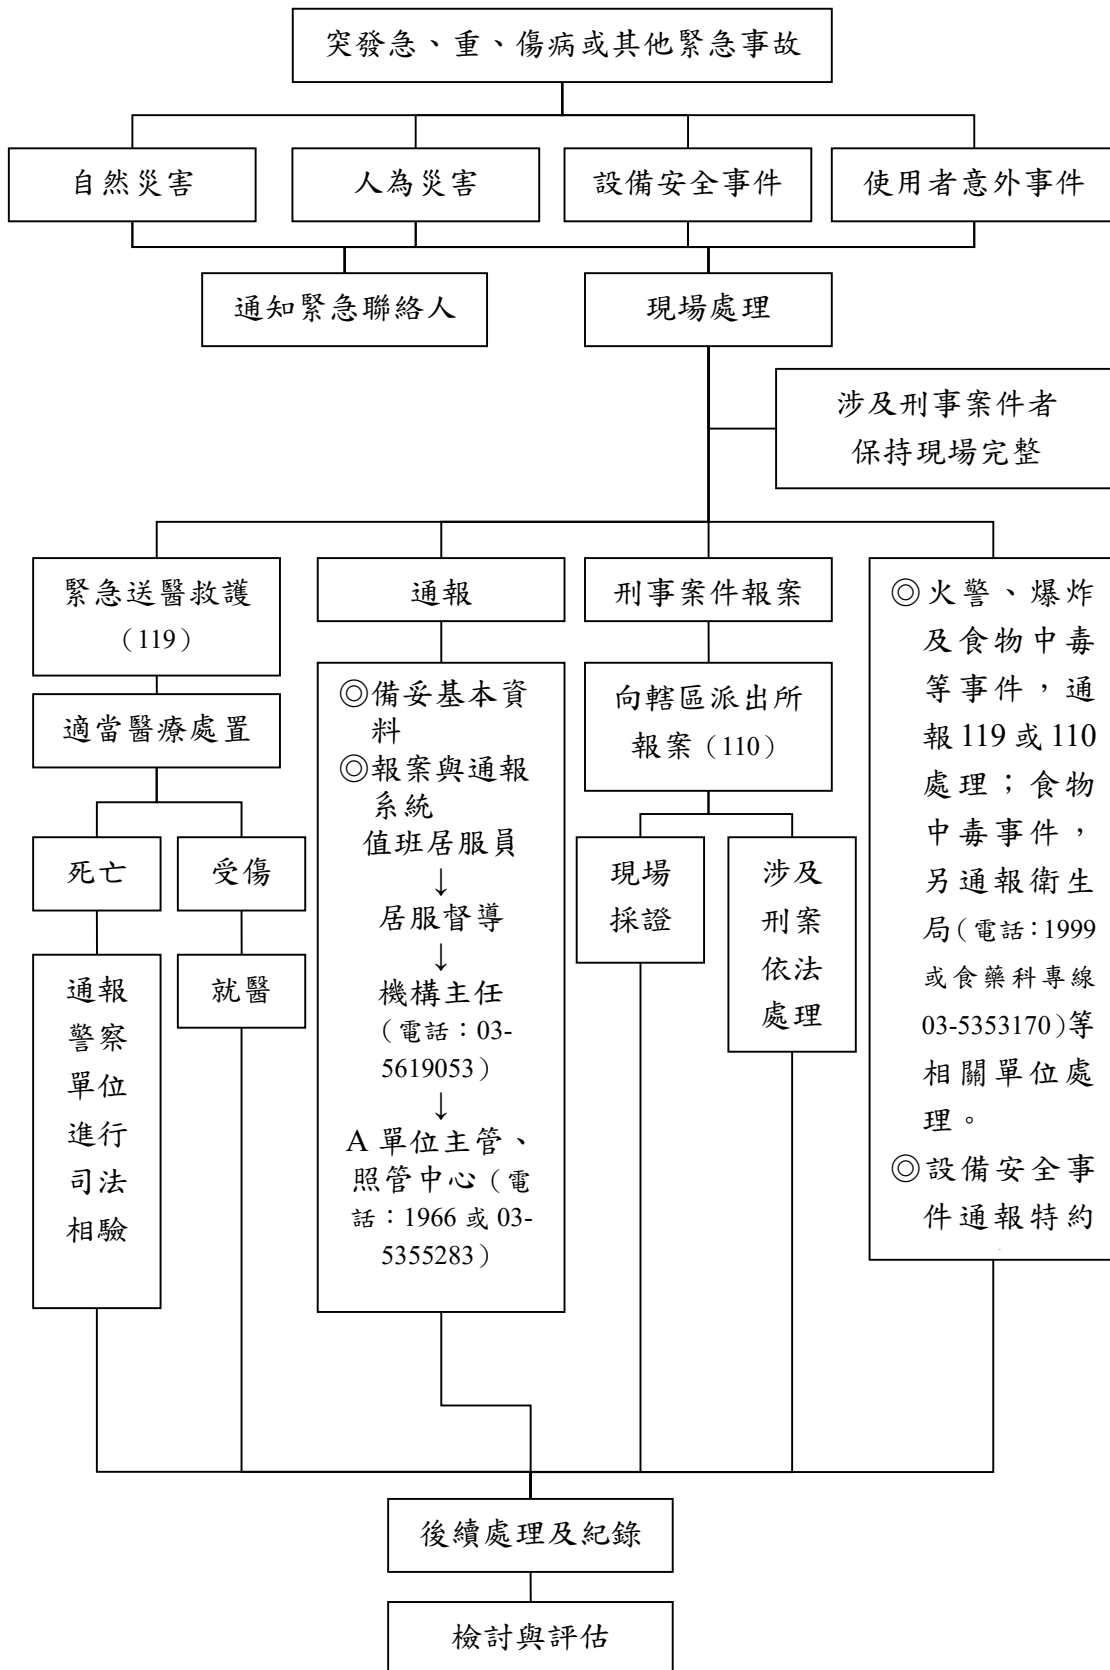 突發急、重、傷病或其他緊急事故
自然災害
人為災害
設備安全事件
使用者意外事件
通知緊急聯絡人
現場處理
涉及刑事案件者
保持現場完整
緊急送醫救護
（119）
適當醫療處置
死亡
受傷
通報
警察
單位
進行
司法
相驗
就醫
通報
◎備妥基本資
料
◎報案與通報
系統
值班居服員
↓
居服督導
↓
機構主任
（電話：03-
5619053）
↓
A 單位主管、
照管中心（電
話：1966 或 03-
5355283）
刑事案件報案
向轄區派出所
報案（110）
現場
採證
涉及
刑案
依法
處理
◎火警、爆炸
及食物中毒
等事件，通
報 119 或 110
處理；食物
中毒事件，
另通報衛生
局（電話：1999
或食藥科專線
03-5353170）等
相關單位處
理。
◎設備安全事
件通報特約
後續處理及紀錄
檢討與評估